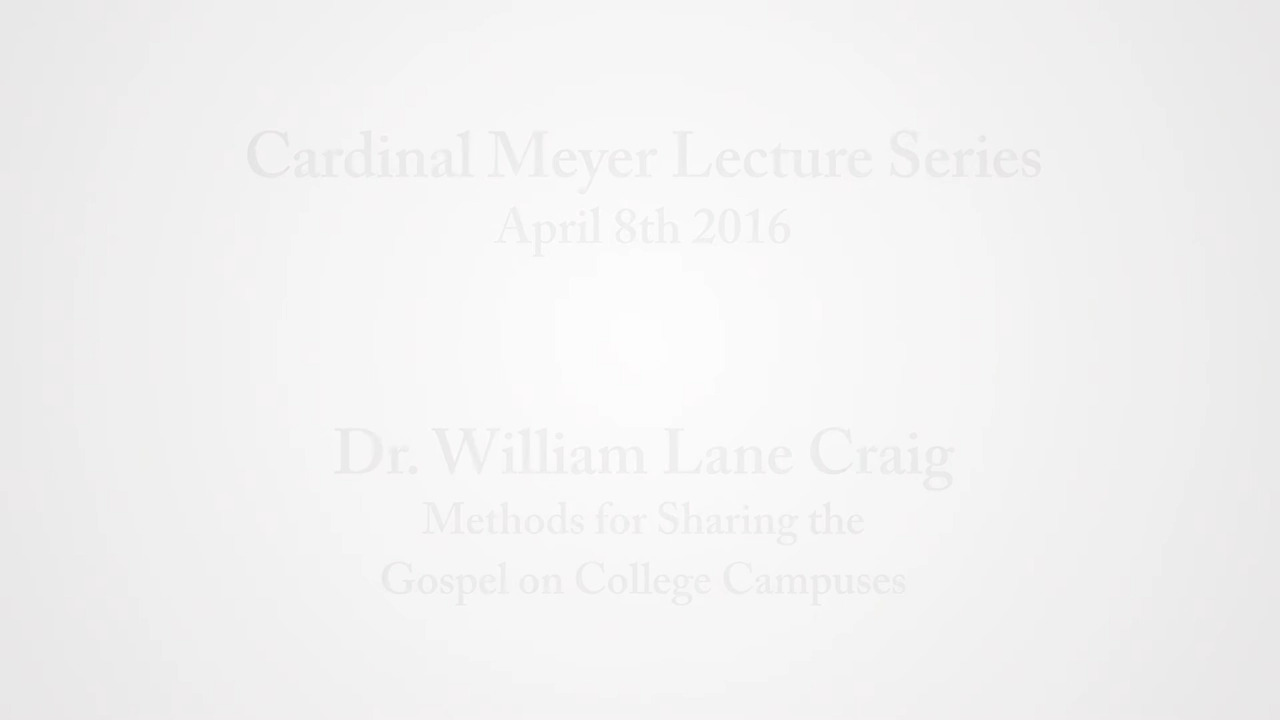 Cardinal Meyer Lecture Series
April 8th 2016
Dr. William Lane Craig
Methods for Sharing the
Gospel on College Campuses